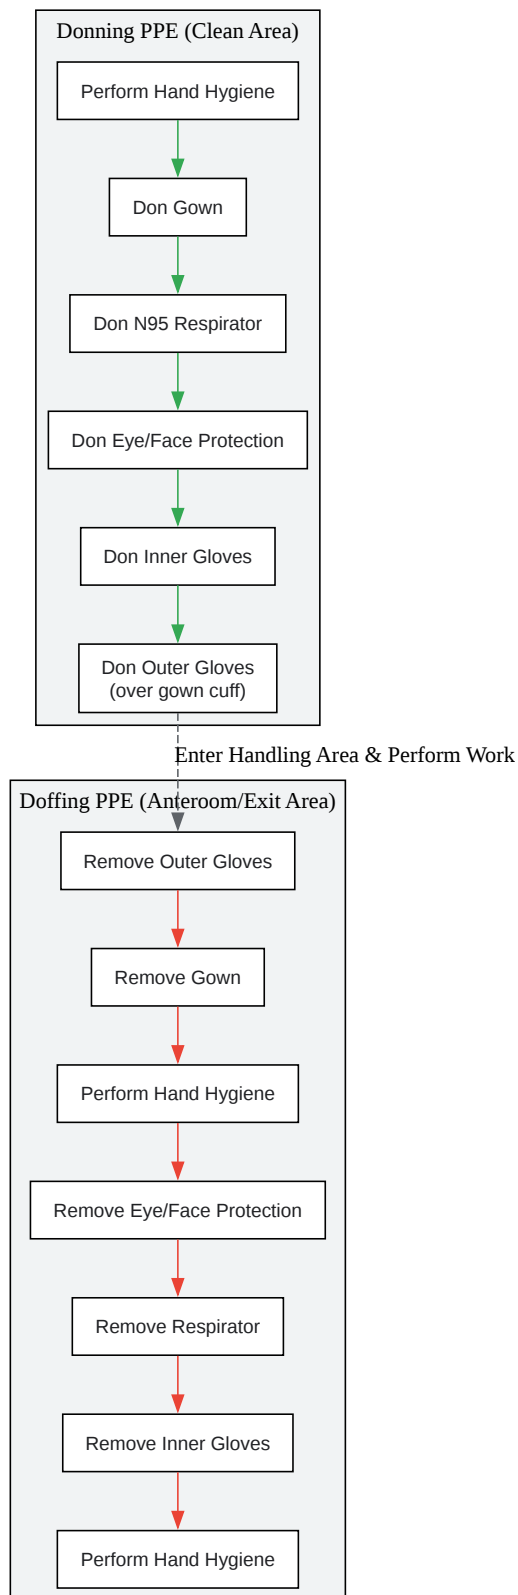 Donning PPE (Clean Area)
Perform Hand Hygiene
Don Gown
Don N95 Respirator
Don Eye/Face Protection
Don Inner Gloves
Don Outer Gloves
(over gown cuff)
Enter Handling Area & Perform Work
Doffing PPE (Anteroom/Exit Area)
Remove Outer Gloves
Remove Gown
Perform Hand Hygiene
Remove Eye/Face Protection
Remove Respirator
Remove Inner Gloves
Perform Hand Hygiene